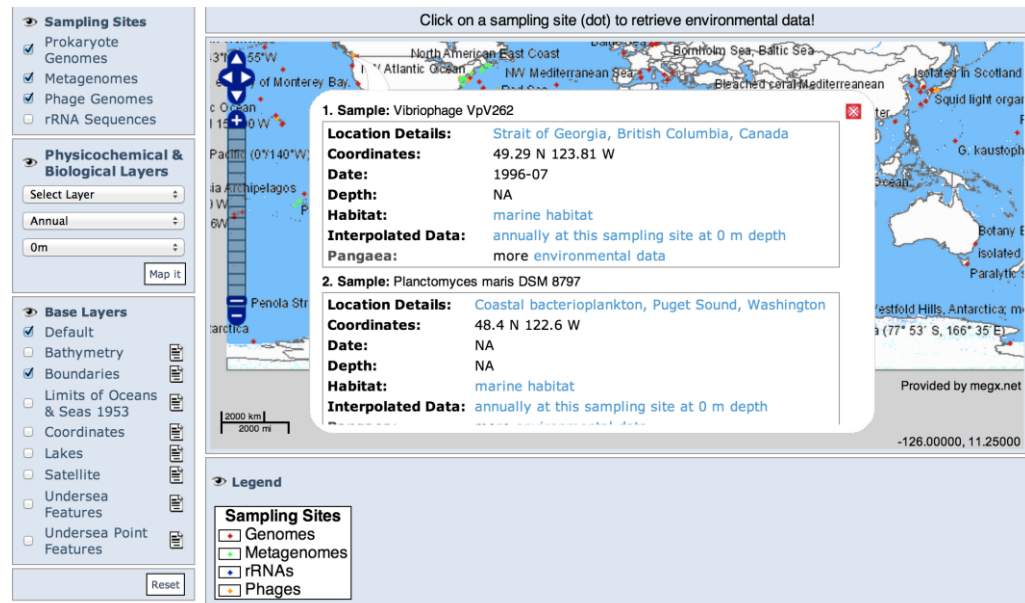 Click on a sampling site (dot) to retrieve environmental data!
Sampling Sites
Prokaryote
Genomes
Metagenomes
Phage Genomes
rRNA Sequences
Physicochemical &
Biological Layers
Select Layer
Annual
0m
Map it
Base Layers
Default
Bathymetry
Boundaries
Limits of Oceans
& Seas 1953
Coordinates
Lakes
Satellite
Undersea
Features
Undersea Point
Features
Reset
North American East Coast
Bornholm Sea, Baltic Sea
Atlantic Ocean
NW Mediterranean Sea
of Monterey Bay.
Bleached coral Mediterranean
Isolated in Scotland
Squid light organ
G. kaustoph
Pacific (0°/140°W)
Archipelagos
Botany B
isolated
Paralytic s
Penola Str
estfold Hills, Antarctica; m
(77° 53' S, 166° 35' E)
1. Sample: Vibriophage VpV262
Location Details: Strait of Georgia, British Columbia, Canada
Coordinates: 49.29 N 123.81 W
Date: 1996-07
Depth: NA
Habitat: marine habitat
Interpolated Data: annually at this sampling site at 0 m depth
Pangaea: more environmental data
2. Sample: Planctomyces maris DSM 8797
Location Details: Coastal bacterioplankton, Puget Sound, Washington
Coordinates: 48.4 N 122.6 W
Date: NA
Depth: NA
Habitat: marine habitat
Interpolated Data: annually at this sampling site at 0 m depth
2000 km
2000 mi
Provided by megx.net
-126.00000, 11.25000
Legend
Sampling Sites
Genomes
Metagenomes
rRNAs
Phages